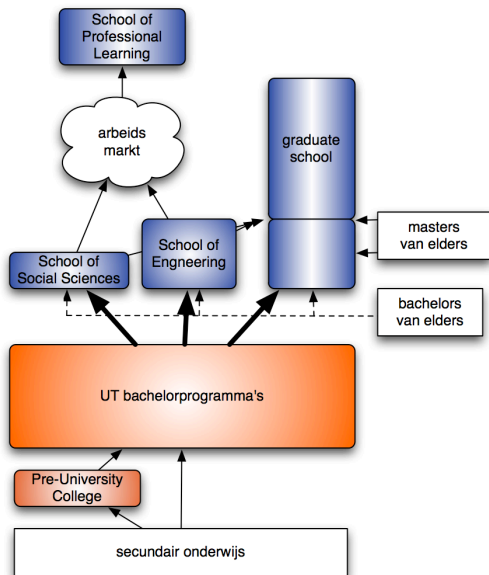 School of
Professional
Learning
arbeids
markt
graduate
school
School of
Engneering
masters
van elders
School of
Social Sciences
bachelors
van elders
UT bachelorprogramma's
Pre-University
College
secundair onderwijs